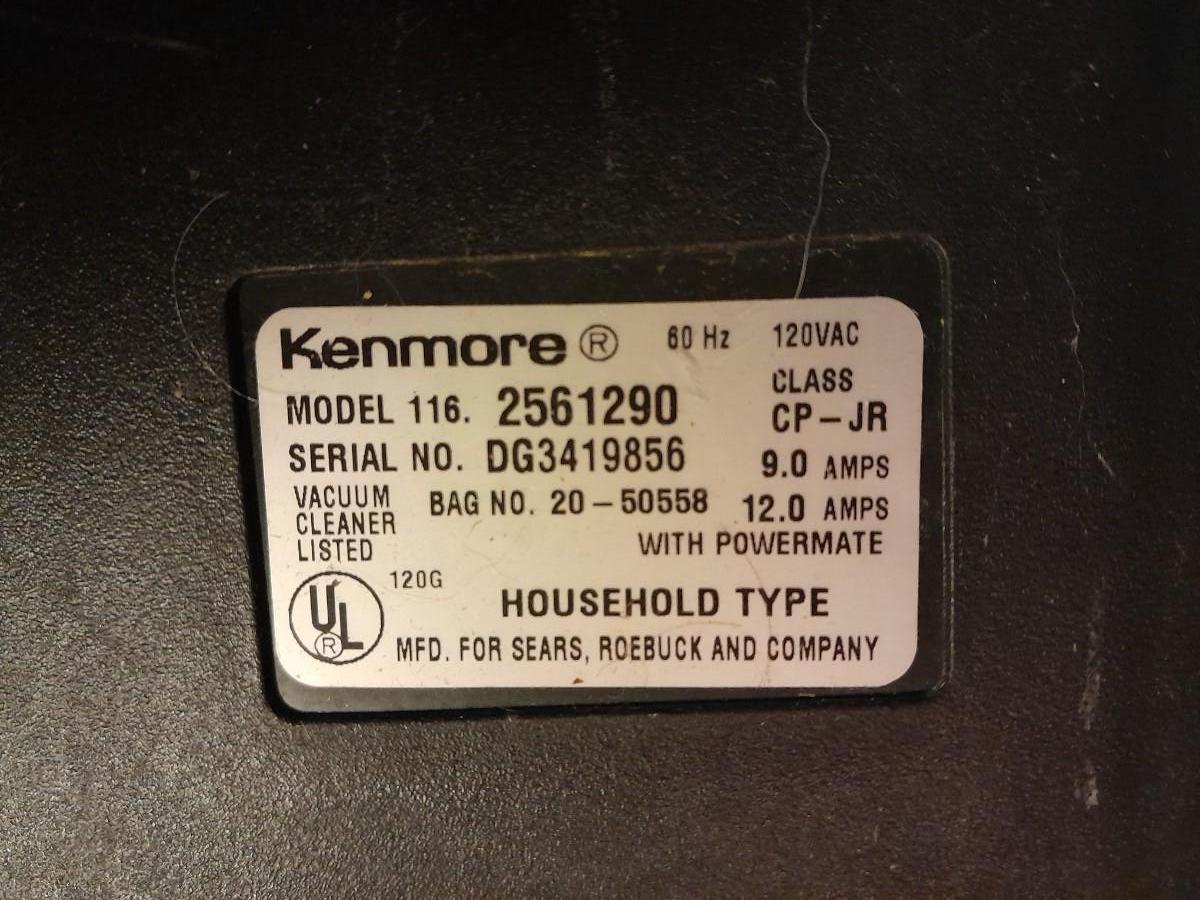 Kenmore ® 60 Hz 120VAC
MODEL 116. 2561290 CLASS CP-JR
SERIAL NO. DG3419856 9.0 AMPS
VACUUM CLEANER LISTED BAG NO. 20-50558 12.0 AMPS
WITH POWERMATE
UL ® 120G HOUSEHOLD TYPE
MFD. FOR SEARS, ROEBUCK AND COMPANY